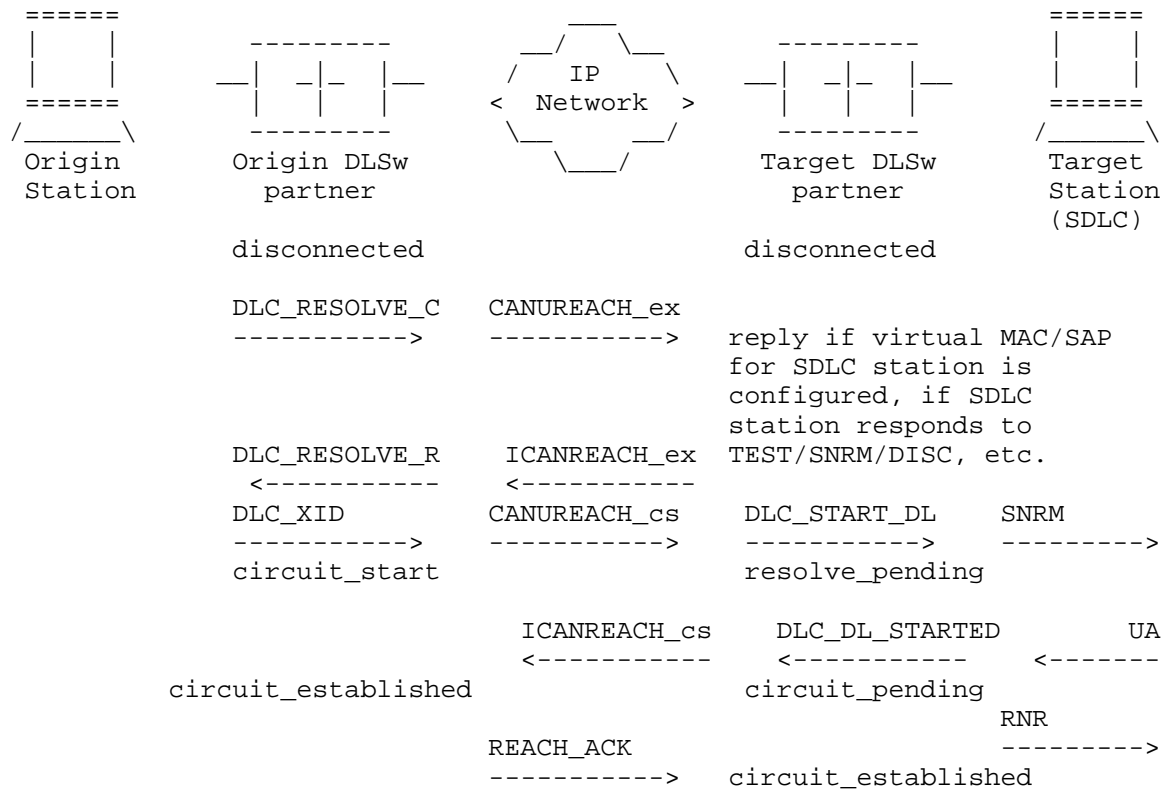 IP
Network
Origin Origin DLSw Target DLSw Target
Station partner partner Station
(SDLC)
disconnected disconnected
DLC_RESOLVE_C CANUREACH_ex
-----------> -----------> reply if virtual MAC/SAP
for SDLC station is
configured, if SDLC
station responds to
DLC_RESOLVE_R ICANREACH_ex TEST/SNRM/DISC, etc.
<----------- <-----------
DLC_XID CANUREACH_cs DLC_START_DL SNRM
-----------> -----------> -----------> --------->
circuit_start resolve_pending
ICANREACH_cs DLC_DL_STARTED UA
<----------- <----------- <-------
circuit_established circuit_pending
RNR
REACH_ACK --------->
-----------> circuit_established